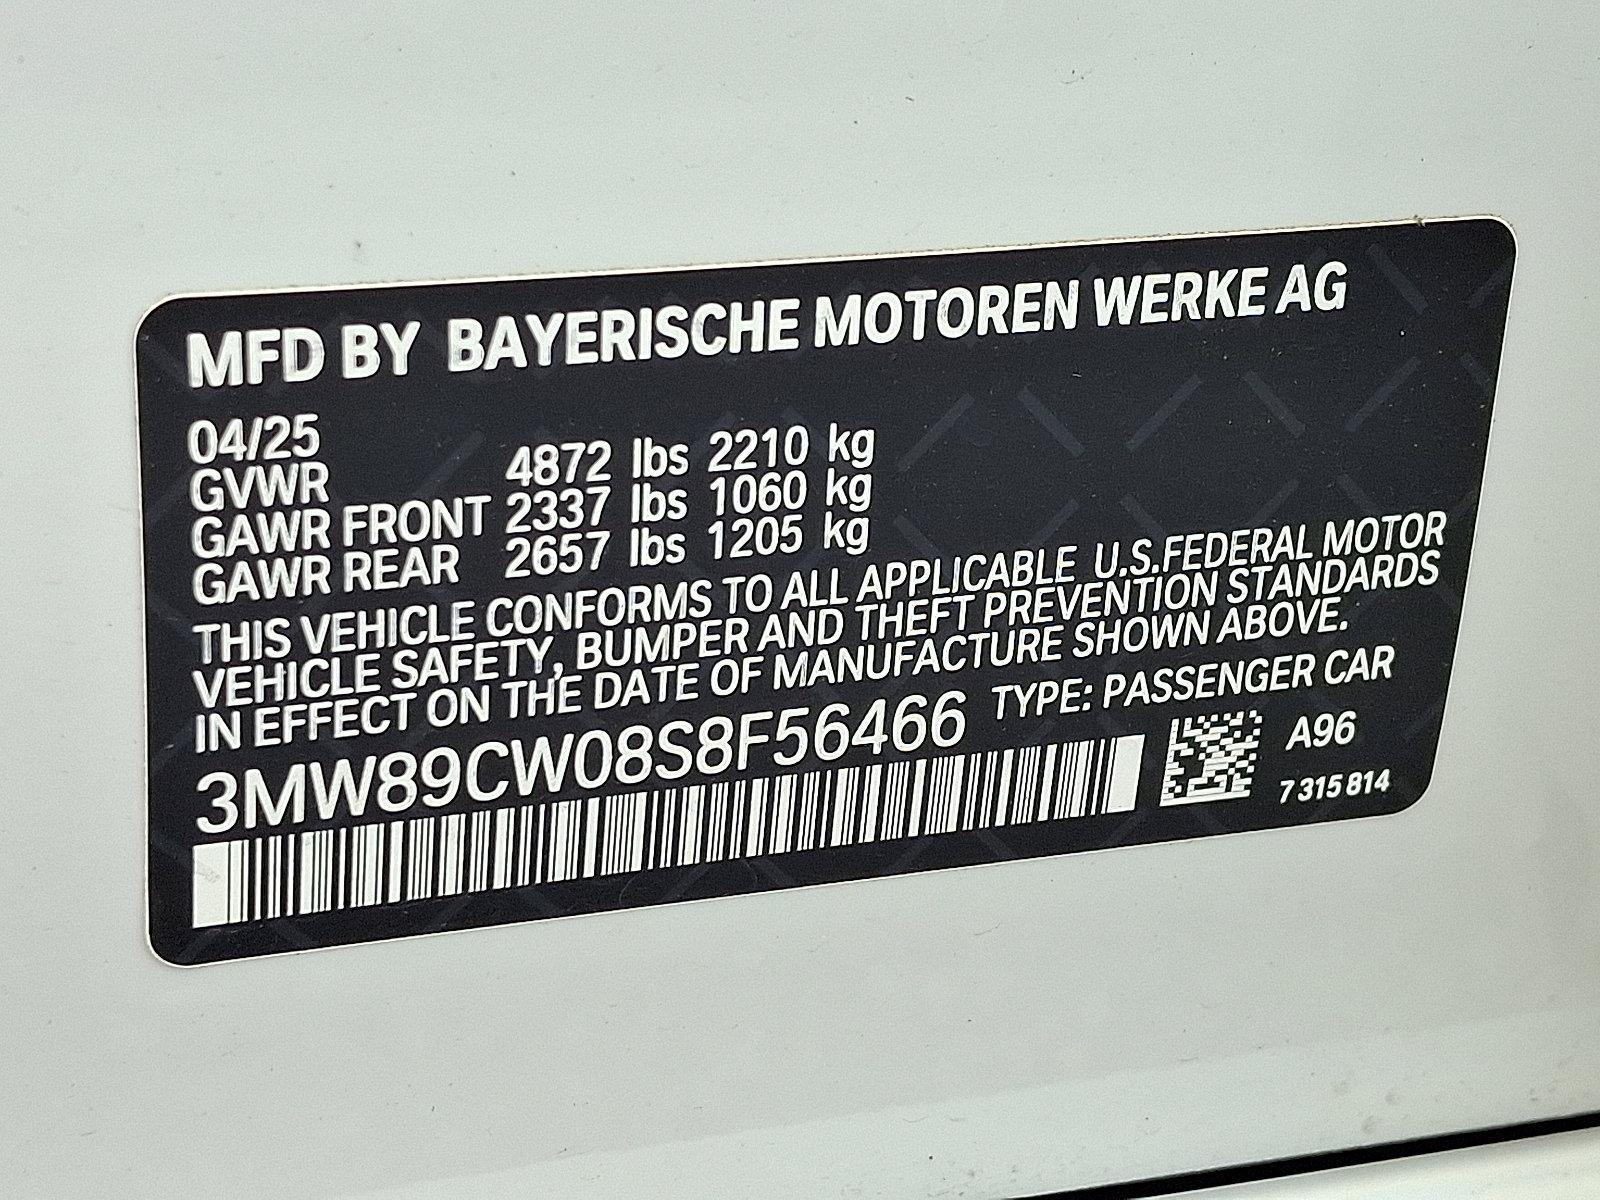 MFD BY BAYERISCHE MOTOREN WERKE AG
04/25
GVWR 4872 lbs 2210 kg
GAWR FRONT 2337 lbs 1060 kg
GAWR REAR 2657 lbs 1205 kg
THIS VEHICLE CONFORMS TO ALL APPLICABLE U.S.FEDERAL MOTOR
VEHICLE SAFETY, BUMPER AND THEFT PREVENTION STANDARDS
IN EFFECT ON THE DATE OF MANUFACTURE SHOWN ABOVE.
3MW89CW08S8F56466 TYPE: PASSENGER CAR
A96
7 315 814